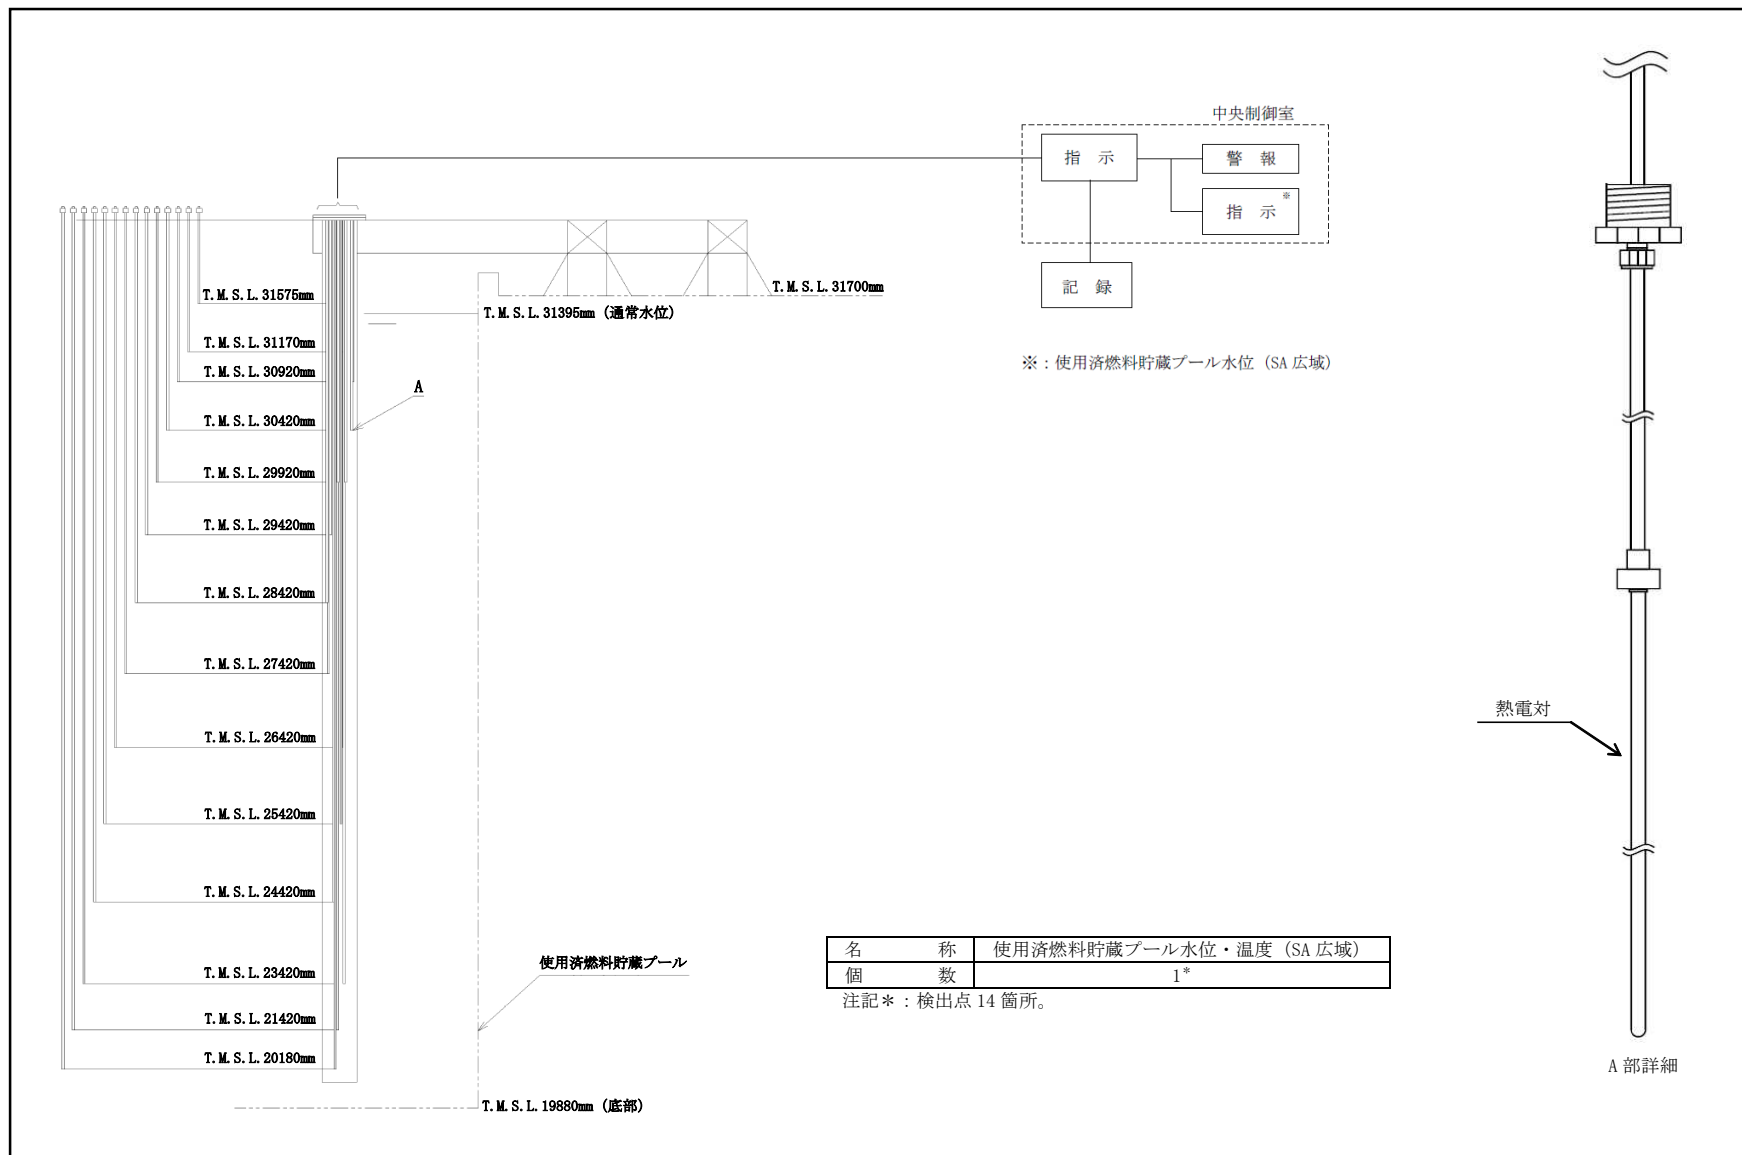 中央制御室
指 示
警 報
指 示※
記 録
※：使用済燃料貯蔵プール水位（SA 広域）
T.M.S.L.31700mm
T.M.S.L.31395mm（通常水位）
T.M.S.L.31575mm
T.M.S.L.31170mm
T.M.S.L.30920mm
A
T.M.S.L.30420mm
T.M.S.L.29920mm
T.M.S.L.29420mm
T.M.S.L.28420mm
T.M.S.L.27420mm
T.M.S.L.26420mm
T.M.S.L.25420mm
T.M.S.L.24420mm
T.M.S.L.23420mm
T.M.S.L.21420mm
T.M.S.L.20180mm
使用済燃料貯蔵プール
T.M.S.L.19880mm（底部）
名 称 使用済燃料貯蔵プール水位・温度（SA 広域）
個 数 1*
注記＊：検出点 14 箇所。
熱電対
A 部詳細